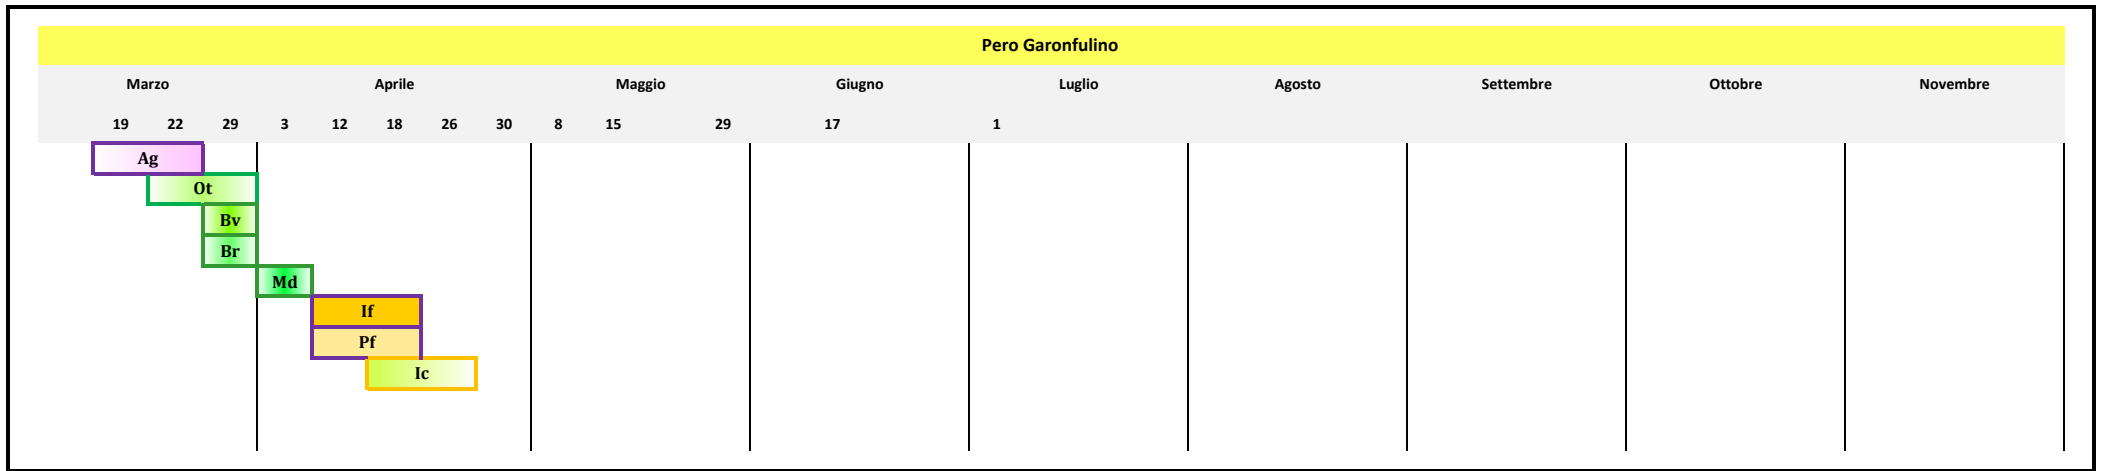 Pero Garonfulino
Marzo Aprile Maggio Giugno Luglio Agosto Settembre Ottobre Novembre
19 22 29 3 12 18 26 30 8 15 29 17 1
Ag
Ot
Bv
Br
Md
If
Pf
Ic